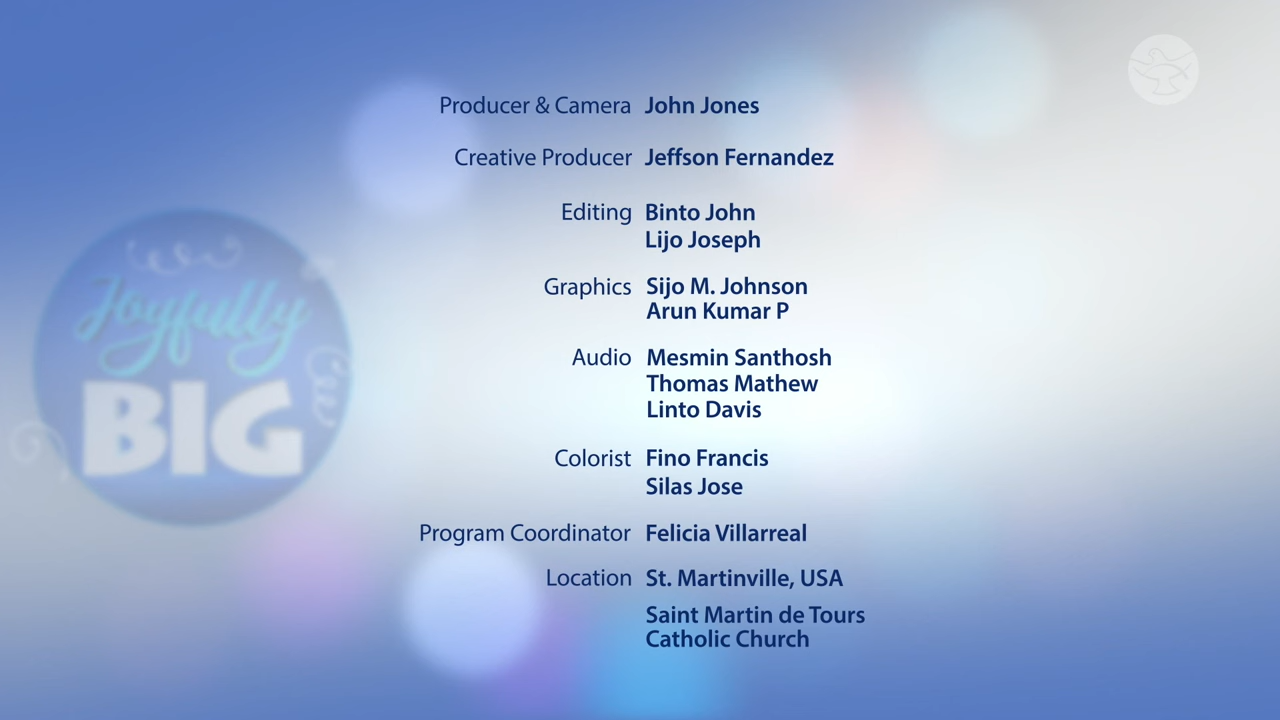 Producer & Camera John Jones
Creative Producer Jeffson Fernandez
Editing Binto John
Lijo Joseph
Graphics Sijo M. Johnson
Arun Kumar P
Audio Mesmin Santhosh
Thomas Mathew
Linto Davis
Colorist Fino Francis
Silas Jose
Program Coordinator Felicia Villarreal
Location St. Martinville, USA
Saint Martin de Tours
Catholic Church
Joyfully
BIG